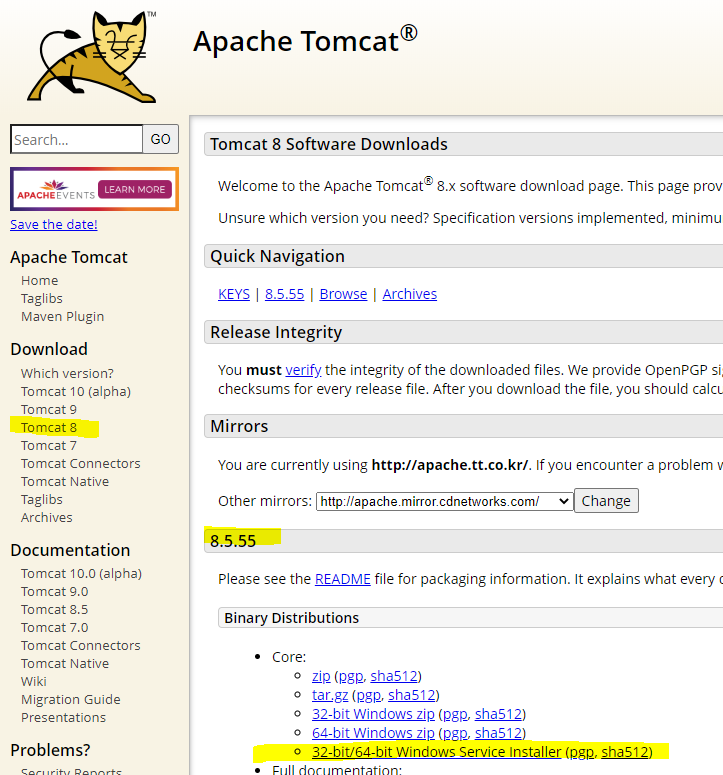 TM
Apache Tomcat®
Search...
GO
APACHEEVENTS LEARN MORE
Save the date!
Apache Tomcat
Home
Taglibs
Maven Plugin
Download
Which version?
Tomcat 10 (alpha)
Tomcat 9
Tomcat 8
Tomcat 7
Tomcat Connectors
Tomcat Native
Taglibs
Archives
Documentation
Tomcat 10.0 (alpha)
Tomcat 9.0
Tomcat 8.5
Tomcat 7.0
Tomcat Connectors
Tomcat Native
Wiki
Migration Guide
Presentations
Problems?
Security Reports
Tomcat 8 Software Downloads
Welcome to the Apache Tomcat® 8.x software download page. This page prov
Unsure which version you need? Specification versions implemented, minimu
Quick Navigation
KEYS | 8.5.55 | Browse | Archives
Release Integrity
You must verify the integrity of the downloaded files. We provide OpenPGP sig
checksums for every release file. After you download the file, you should calcu
Mirrors
You are currently using http://apache.tt.co.kr/. If you encounter a problem w
Other mirrors: http://apache.mirror.cdnetworks.com/ Change
8.5.55
Please see the README file for packaging information. It explains what every d
Binary Distributions
Core:
zip (pgp, sha512)
tar.gz (pgp, sha512)
32-bit Windows zip (pgp, sha512)
64-bit Windows zip (pgp, sha512)
32-bit/64-bit Windows Service Installer (pgp, sha512)
Full documentation: